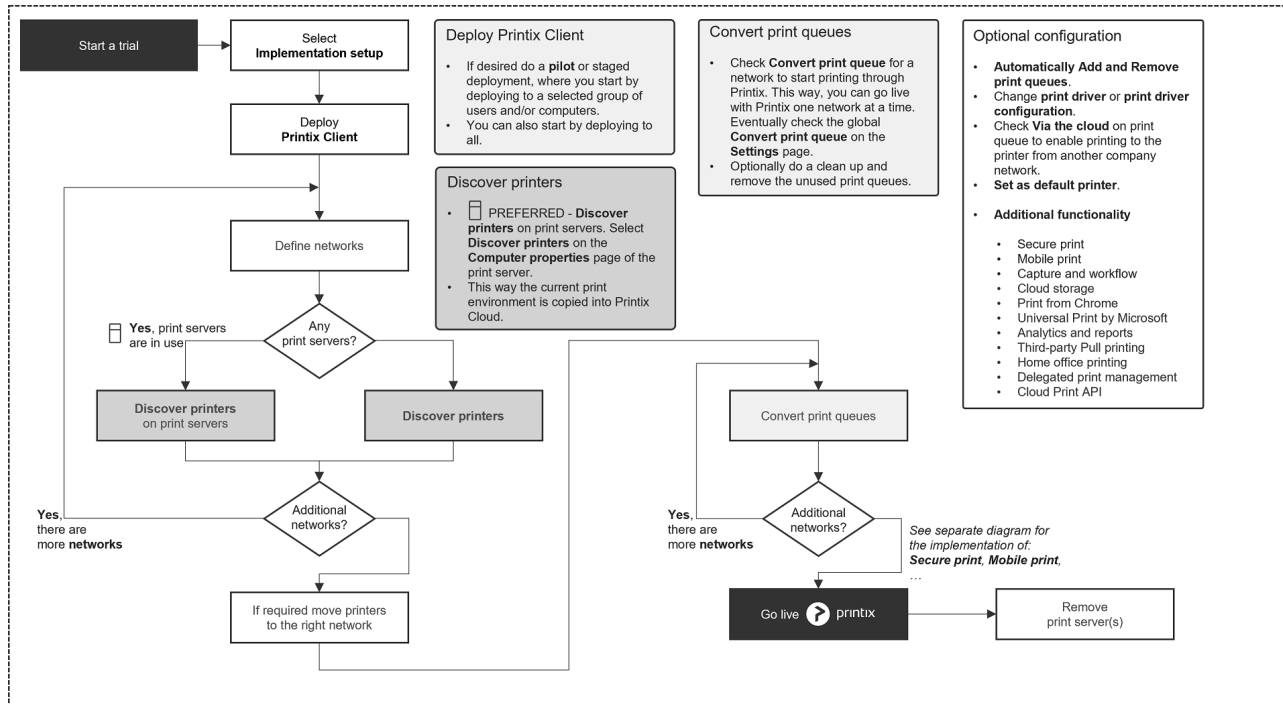 Start a trial
Select
Implementation setup
Deploy
Printix Client
Define networks
Any
print servers?
Yes, print servers
are in use
Discover printers
on print servers
Discover printers
Additional
networks?
Yes,
there are
more networks
If required move printers
to the right network
Deploy Printix Client
• If desired do a pilot or staged
deployment, where you start by
deploying to a selected group of
users and/or computers.
• You can also start by deploying to
all.
Discover printers
• PREFERRED - Discover
printers on print servers. Select
Discover printers on the
Computer properties page of the
print server.
• This way the current print
environment is copied into Printix
Cloud.
Convert print queues
• Check Convert print queue for a
network to start printing through
Printix. This way, you can go live
with Printix one network at a time.
Eventually check the global
Convert print queue on the
Settings page.
• Optionally do a clean up and
remove the unused print queues.
Convert print queues
Additional
networks?
Yes,
there are
more networks
See separate diagram for
the implementation of:
Secure print, Mobile print,
...
Go live printix
Remove
print server(s)
Optional configuration
• Automatically Add and Remove
print queues.
• Change print driver or print driver
configuration.
• Check Via the cloud on print
queue to enable printing to the
printer from another company
network.
• Set as default printer.
• Additional functionality
• Secure print
• Mobile print
• Capture and workflow
• Cloud storage
• Print from Chrome
• Universal Print by Microsoft
• Analytics and reports
• Third-party Pull printing
• Home office printing
• Delegated print management
• Cloud Print API